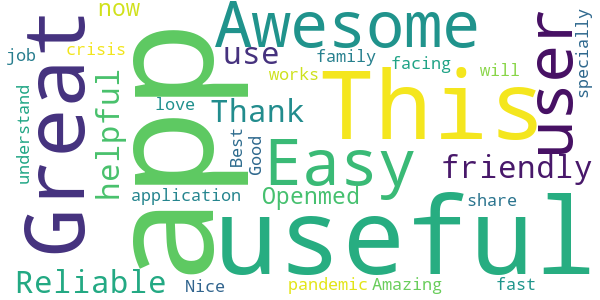 now
Awesome
user
specially
Great
app
job
crisis
use
family
facing
works
will
This
understand
helpful
love
Thank
Best
Good
Easy
friendly
application
Openmed
share
useful
Reliable
Nice
pandemic
Amazing
fast